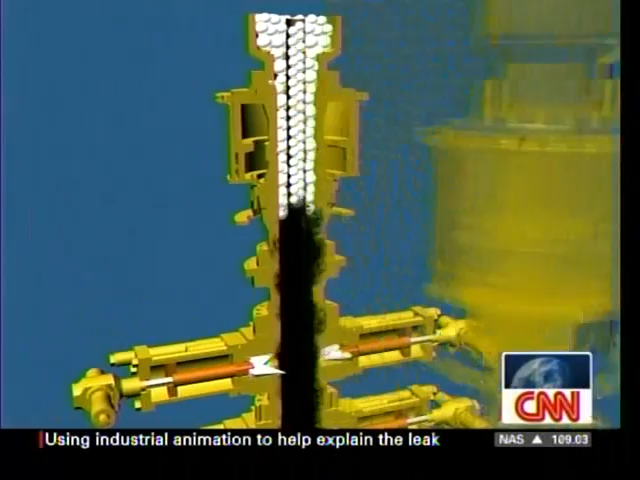 CNN
Using industrial animation to help explain the leak
NAS ▲ 109.03